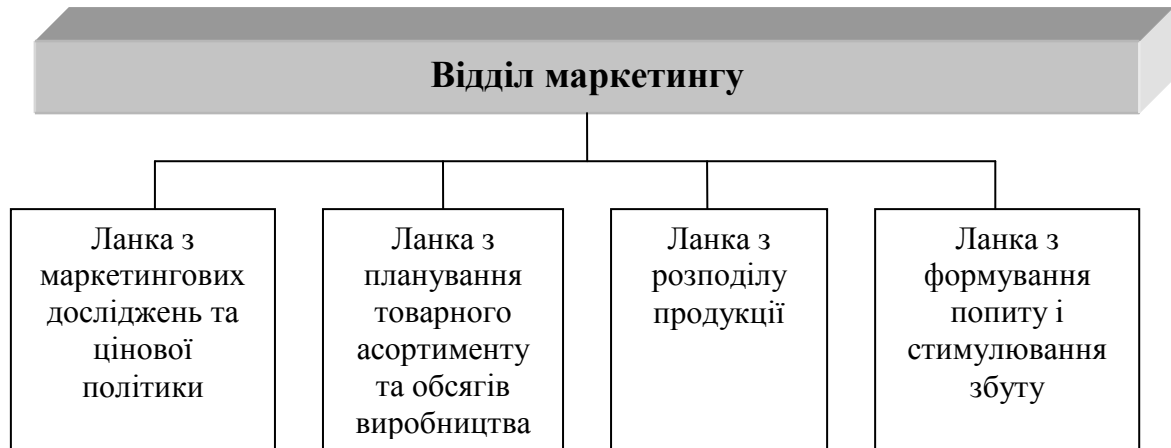 Відділ маркетингу
Ланка з
маркетингових
досліджень та
цінової
політики
Ланка з
планування
товарного
асортименту
та обсягів
виробництва
Ланка з
розподілу
продукції
Ланка з
формування
попиту і
стимулювання
збуту